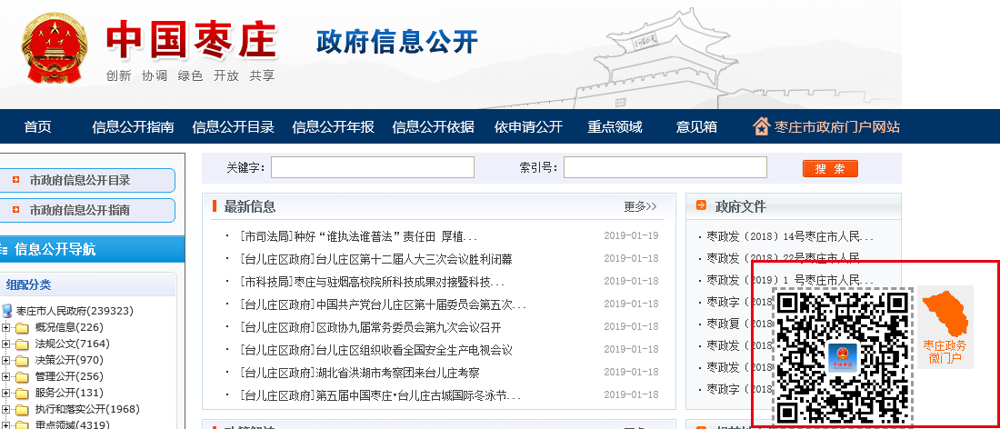 中国枣庄
政府信息公开
创新 协调 绿色 开放 共享
首页 信息公开指南 信息公开目录 信息公开年报 信息公开依据 依申请公开 重点领域 意见箱 枣庄市政府门户网站
市政府信息公开目录
市政府信息公开指南
信息公开导航
组配分类
枣庄市人民政府(239323)
概况信息(226)
法规公文(7164)
决策公开(970)
管理公开(256)
服务公开(131)
执行和落实公开(1968)
重点领域(4319)
关键字： 索引号： 搜 索
最新信息 更多>>
· [市司法局]种好“谁执法谁普法”责任田 厚植... 2019-01-19
· [台儿庄区政府]台儿庄区第十二届人大三次会议胜利闭幕 2019-01-18
· [市科技局]枣庄与驻烟高校院所科技成果对接暨科技... 2019-01-18
· [台儿庄区政府]中国共产党台儿庄区第十届委员会第五次... 2019-01-18
· [台儿庄区政府]区政协九届常务委员会第九次会议召开 2019-01-18
· [台儿庄区政府]台儿庄区组织收看全国安全生产电视会议 2019-01-18
· [台儿庄区政府]湖北省洪湖市考察团来台儿庄考察 2019-01-18
· [台儿庄区政府]第五届中国枣庄·台儿庄古城国际冬泳节... 2019-01-18
政府文件
· 枣政发（2018）14号枣庄市人民...
· 枣政发（2018）22号枣庄市人民...
· 枣政发（2019）1 号枣庄市人民...
· 枣政字（20
· 枣政复（20
· 枣政发（20
· 枣政发（20
· 枣政字（20
中国枣庄
枣庄政务
微门户